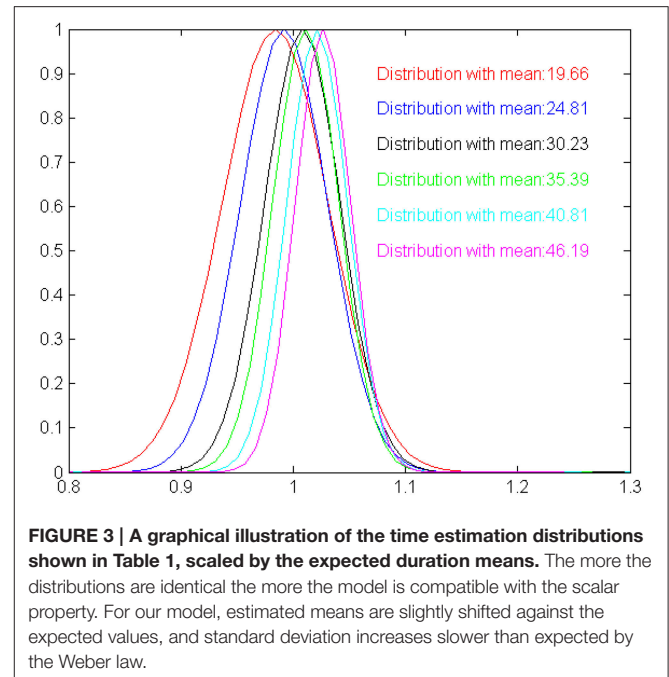 1
0.9
0.8
0.7
0.6
0.5
0.4
0.3
0.2
0.1
0
0.8 0.9 1 1.1 1.2 1.3
Distribution with mean:19.66
Distribution with mean:24.81
Distribution with mean:30.23
Distribution with mean:35.39
Distribution with mean:40.81
Distribution with mean:46.19
FIGURE 3 | A graphical illustration of the time estimation distributions
shown in Table 1, scaled by the expected duration means. The more the
distributions are identical the more the model is compatible with the scalar
property. For our model, estimated means are slightly shifted against the
expected values, and standard deviation increases slower than expected by
the Weber law.